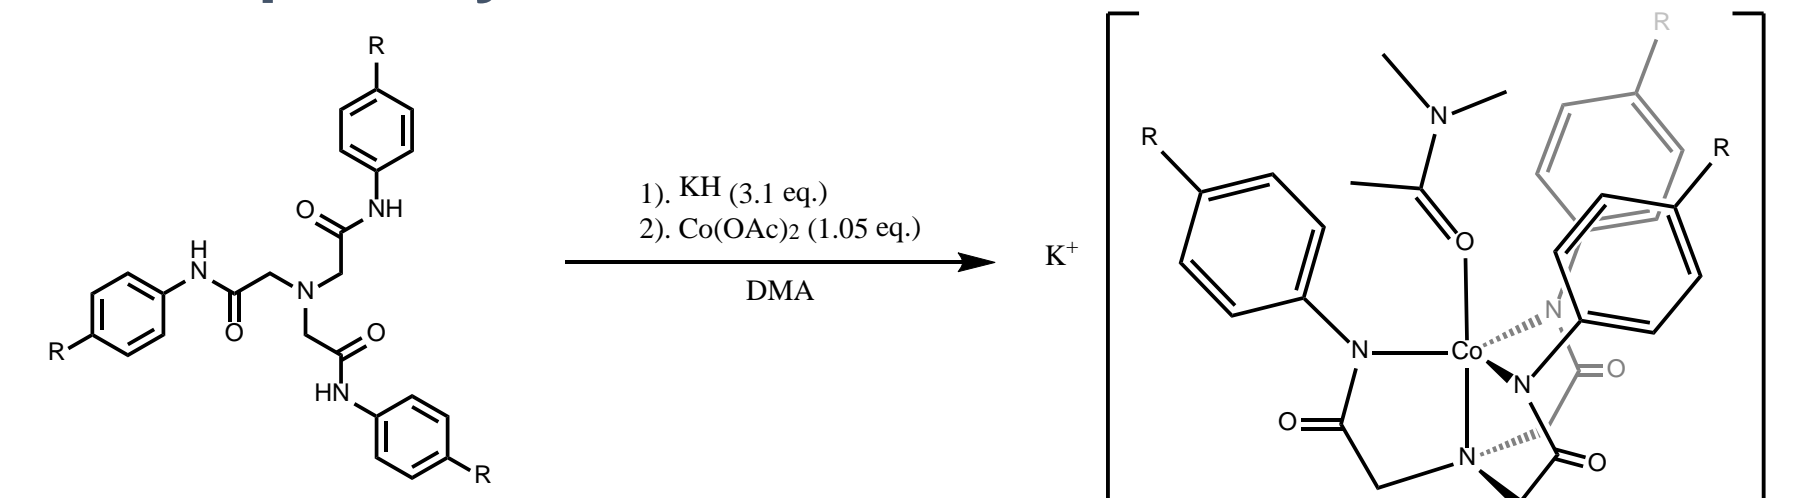 R
R
R
N
R
R
O
NH
H
N
O
N
O
O
HN
R
R
1). KH (3.1 eq.)
2). Co(OAc)2 (1.05 eq.)
DMA
K+
O
N
N
Co
N
O
O
N
O